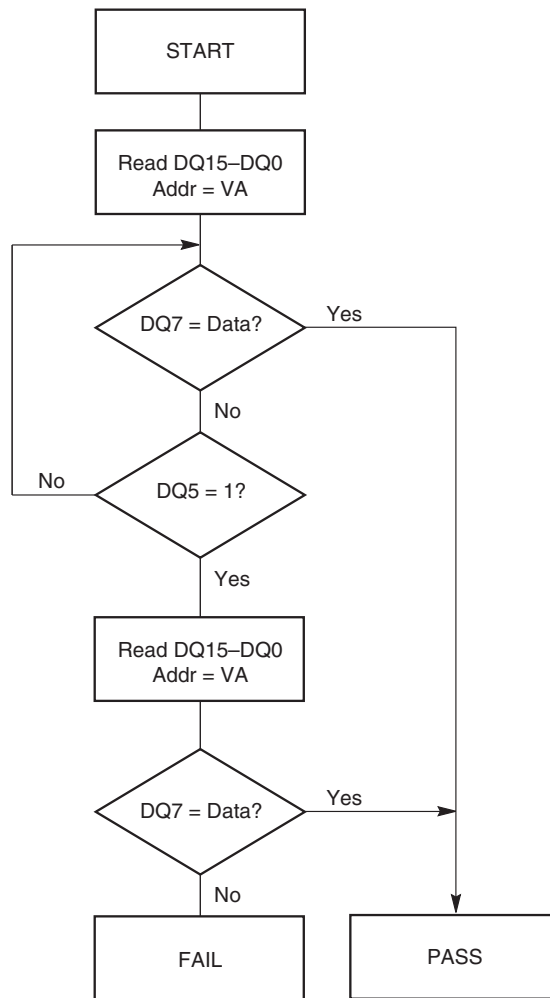 START
Read DQ15–DQ0
Addr = VA
DQ7 = Data?
Yes
No
No
DQ5 = 1?
Yes
Read DQ15–DQ0
Addr = VA
DQ7 = Data?
Yes
No
FAIL
PASS